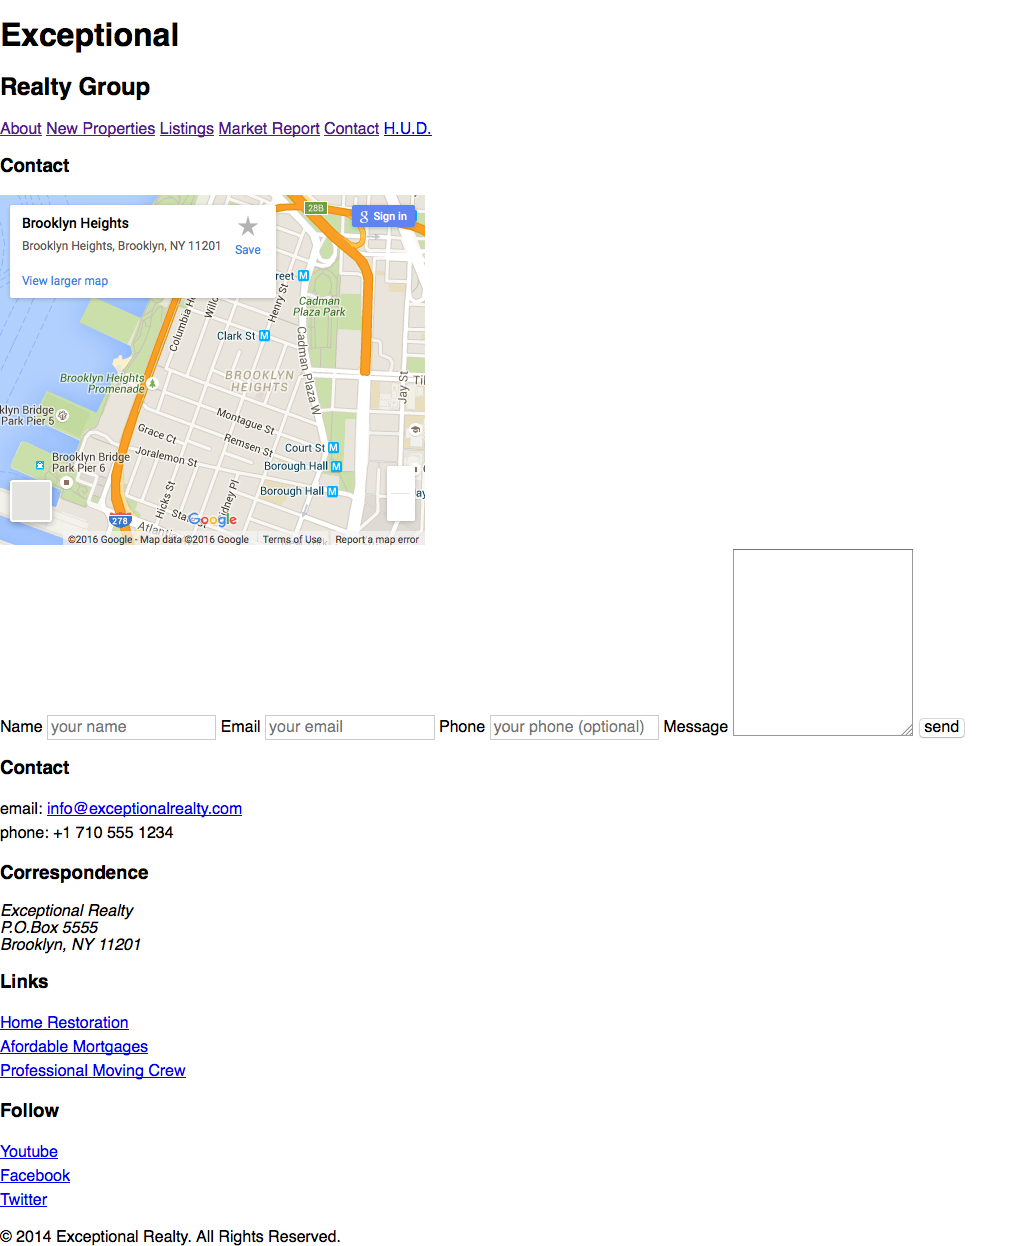 Exceptional
Realty Group
About New Properties Listings Market Report Contact H.U.D.
Contact
Brooklyn Heights
Brooklyn Heights, Brooklyn, NY 11201
Save
View larger map
28B
Sign in
reet M
Henry St
Columbia
Cadman
Plaza Park
Clark St M
Cadman Plaza W
BROOKLYN
HEIGHTS
Brooklyn Heights
Promenade
Jay St
klyn Bridge
Park Pier 5
Montague St
Grace Ct
Remsen St
Joralemon St
Court St M
Brooklyn Bridge
Park Pier 6
Borough Hall M
Borough Hall M
Hicks St
278
Google
©2016 Google - Map data ©2016 Google Terms of Use Report a map error
Name your name Email your email Phone your phone (optional) Message send
Contact
email: info@exceptionalrealty.com
phone: +1 710 555 1234
Correspondence
Exceptional Realty
P.O.Box 5555
Brooklyn, NY 11201
Links
Home Restoration
Afordable Mortgages
Professional Moving Crew
Follow
Youtube
Facebook
Twitter
© 2014 Exceptional Realty. All Rights Reserved.